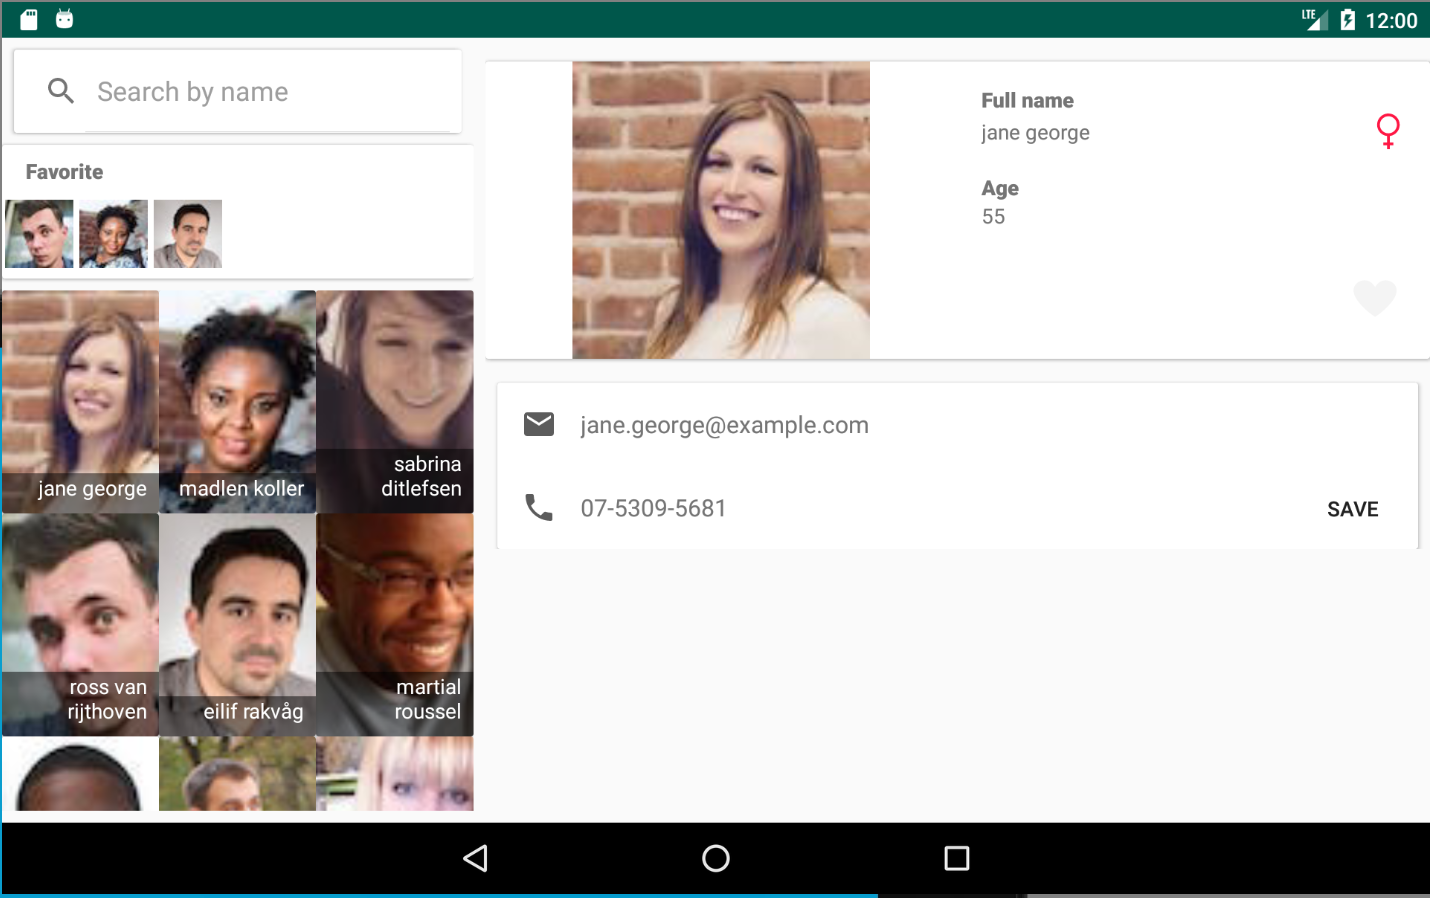 LTE 12:00
Search by name
Favorite
jane george
madlen koller
sabrina
ditlefsen
ross van
rijthoven
eilif rakvåg
martial
roussel
Full name
jane george
Age
55
jane.george@example.com
07-5309-5681
SAVE